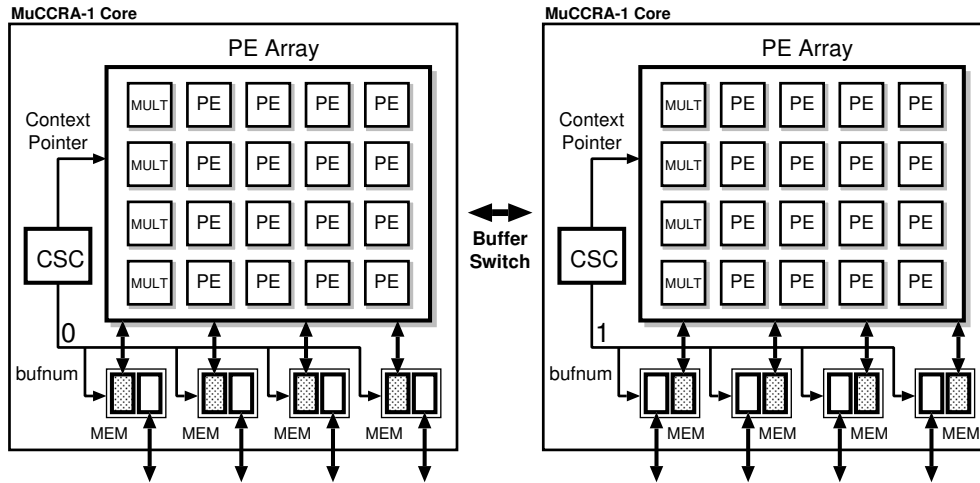 MuCCRA-1 Core
PE Array
MULT PE PE PE PE
Context
Pointer
MULT PE PE PE PE
MULT PE PE PE PE
CSC
MULT PE PE PE PE
0
bufnum
MEM MEM MEM MEM
Buffer
Switch
MuCCRA-1 Core
PE Array
MULT PE PE PE PE
Context
Pointer
MULT PE PE PE PE
MULT PE PE PE PE
CSC
MULT PE PE PE PE
1
bufnum
MEM MEM MEM MEM